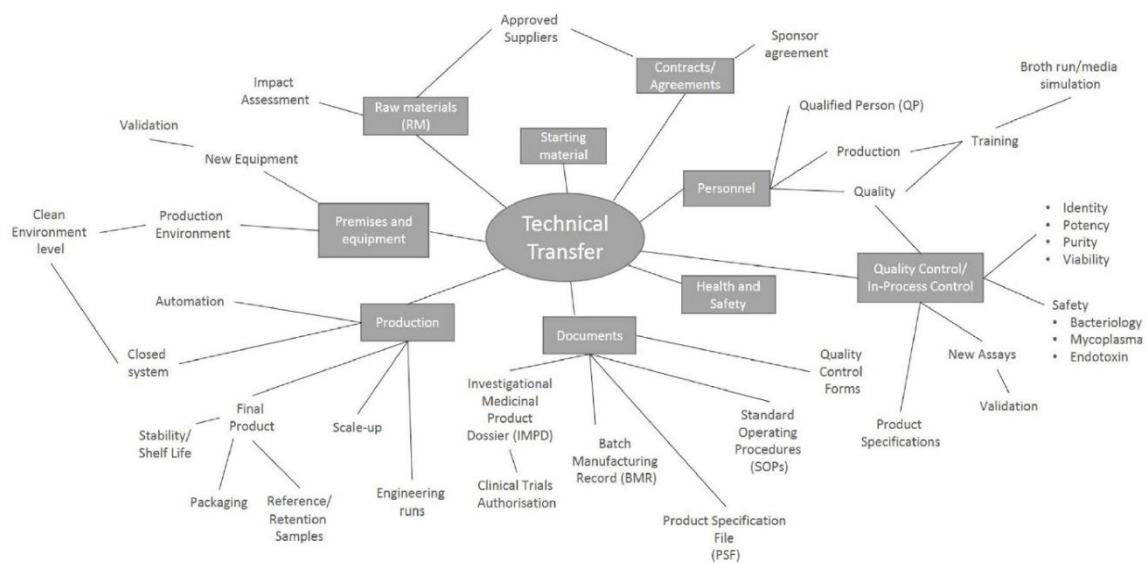 Approved
Suppliers
Sponsor
agreement
Contracts/
Agreements
Broth run/media
simulation
Impact
Assessment
Raw materials
(RM)
Qualified Person (QP)
Validation
Starting
material
Production
Training
New Equipment
Personnel
Quality
Clean
Environment
level
Production
Environment
Premises and
equipment
Technical
Transfer
• Identity
• Potency
• Purity
• Viability
Quality Control/
In-Process Control
Health and
Safety
Automation
Production
Documents
Safety
• Bacteriology
• Mycoplasma
• Endotoxin
Closed
system
Quality
Control
Forms
New Assays
Investigational
Medicinal
Product
Dossier (IMPD)
Validation
Final
Product
Stability/
Shelf Life
Scale-up
Standard
Operating
Procedures
(SOPs)
Product
Specifications
Batch
Manufacturing
Record (BMR)
Packaging
Reference/
Retention
Samples
Engineering
runs
Clinical Trials
Authorisation
Product Specification
File
(PSF)